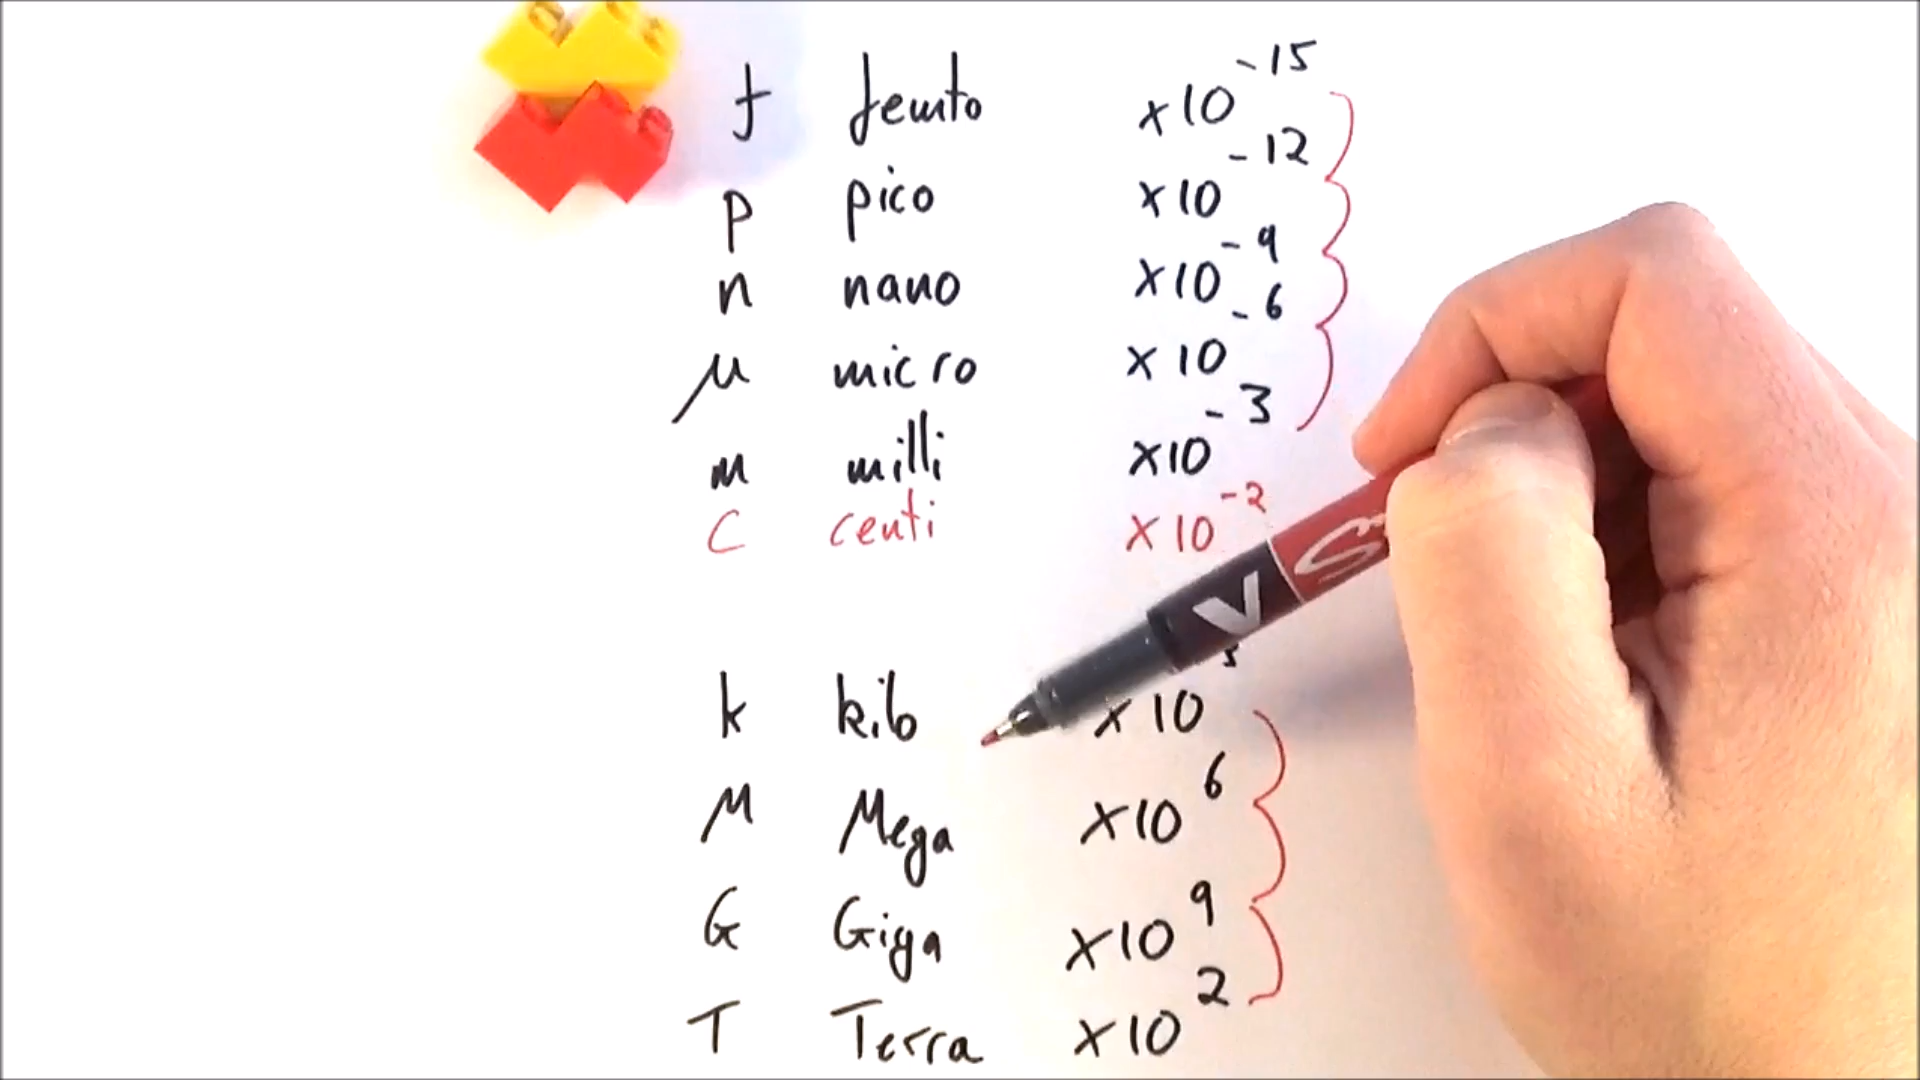 f femto x10^-15
p pico x10^-12
n nano x10^-9
μ micro x10^-6
m milli x10^-3
c centi x10^-2
V
k kilo x10
M Mega x10^6
G Giga x10^9
T Terra x10^2